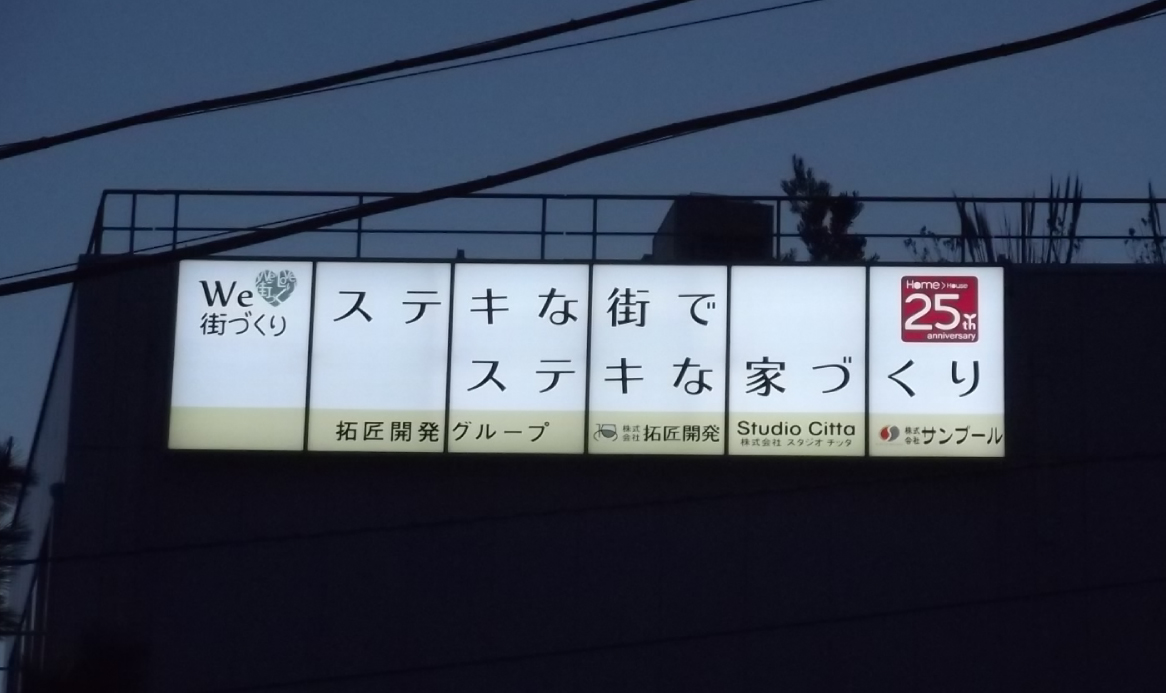 We
街づくり
ステキな街で
ステキな家づくり
Home>House
25th
anniversary
拓匠開発グループ
株式会社 拓匠開発
Studio Citta
株式会社 スタジオ チッタ
株式会社 サンプール